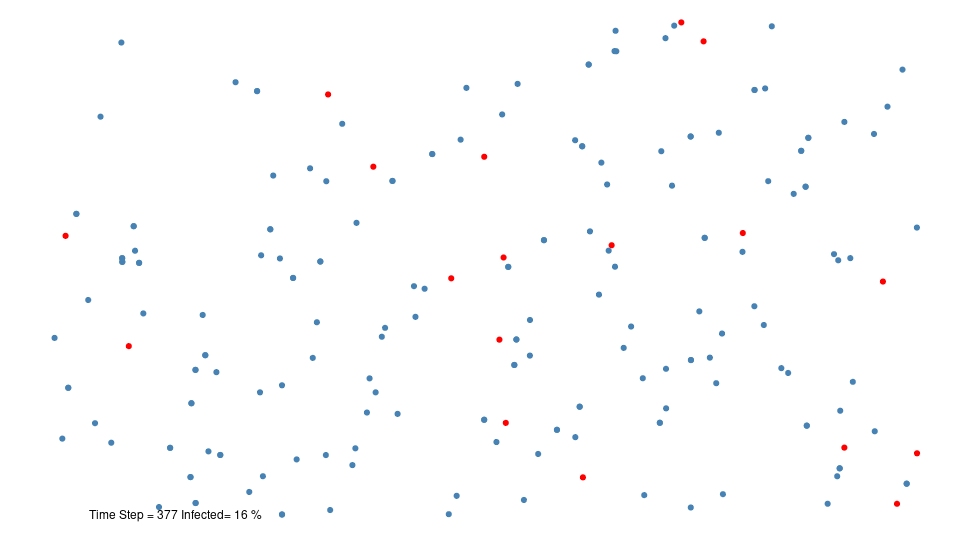 Time Step = 377 Infected= 16 %